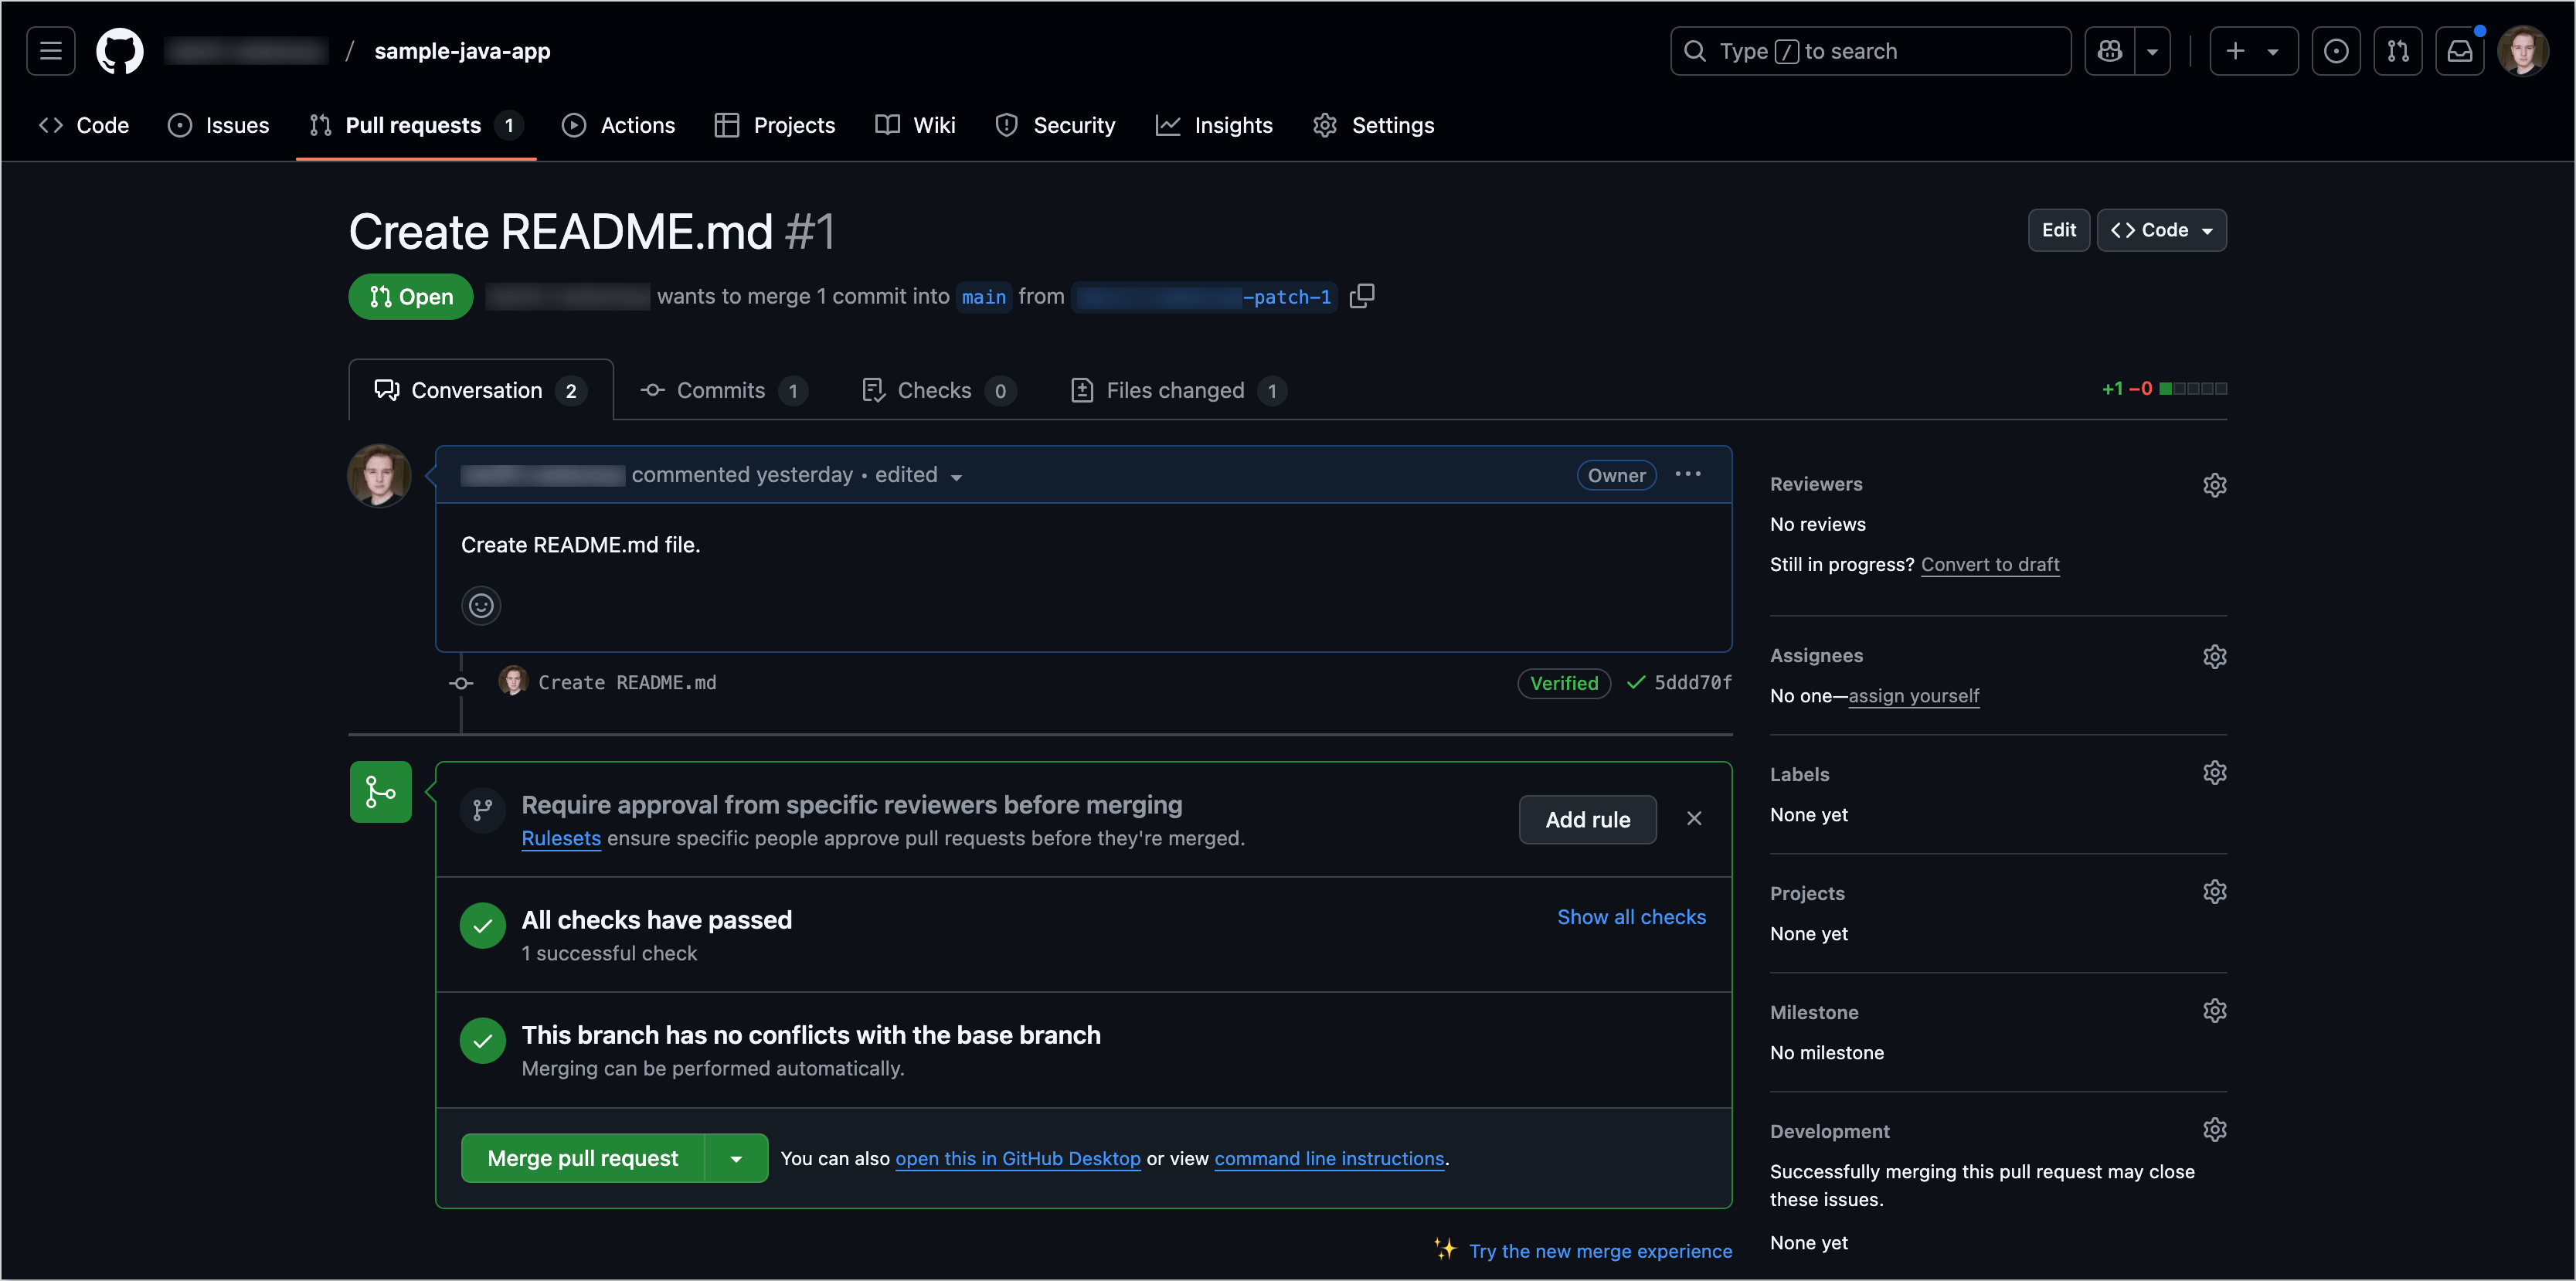 / sample-java-app
Type / to search
Code Issues Pull requests 1 Actions Projects Wiki Security Insights Settings
Create README.md #1
Edit Code
Open wants to merge 1 commit into main from -patch-1
Conversation 2 Commits 1 Checks 0 Files changed 1
+1 −0
commented yesterday • edited Owner
Create README.md file.
Create README.md Verified 5ddd70f
Require approval from specific reviewers before merging
Rulesets ensure specific people approve pull requests before they're merged.
Add rule
All checks have passed
1 successful check
Show all checks
This branch has no conflicts with the base branch
Merging can be performed automatically.
Merge pull request You can also open this in GitHub Desktop or view command line instructions.
Try the new merge experience
Reviewers
No reviews
Still in progress? Convert to draft
Assignees
No one—assign yourself
Labels
None yet
Projects
None yet
Milestone
No milestone
Development
Successfully merging this pull request may close
these issues.
None yet